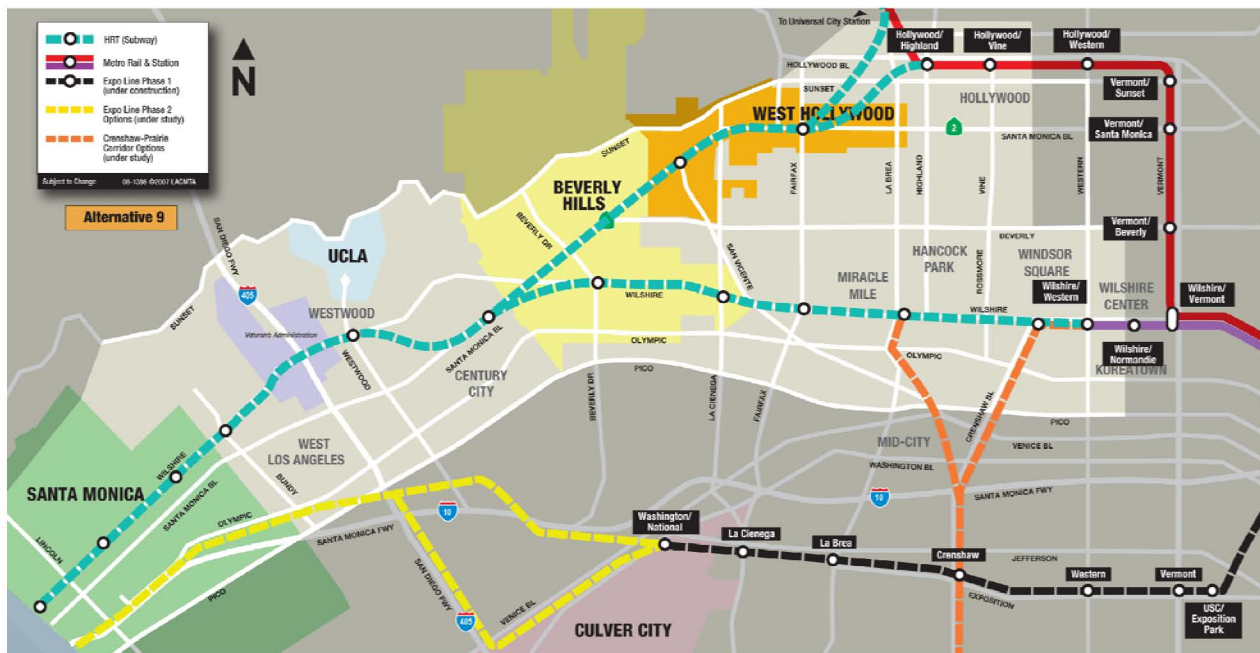 HRT (Subway)
Metro Rail & Station
Expo Line Phase 1
(under construction)
Expo Line Phase 2
Options (under study)
Crenshaw-Prairie
Corridor Options
(under study)
Subject to Change 08-1386 ©2007 LACMTA
N
Alternative 9
To Universal City Station
Hollywood/
Highland
Hollywood/
Vine
Hollywood/
Western
HOLLYWOOD BL
SUNSET
HOLLYWOOD
Vermont/
Sunset
WEST HOLLYWOOD
2
SANTA MONICA BL
Vermont/
Santa Monica
SUNSET
FAIRFAX
LA BREA
HIGHLAND
VINE
WESTERN
VERMONT
BEVERLY
HILLS
BEVERLY DR
SAN DIEGO FWY
UCLA
405
Veteran's Administration
WESTWOOD
SUNSET
SAN VICENTE
BEVERLY
Vermont/
Beverly
HANCOCK
PARK
ROSSMORE
WINDSOR
SQUARE
MIRACLE
MILE
Wilshire/
Western
WILSHIRE
CENTER
Wilshire/
Vermont
WILSHIRE
WILSHIRE
Wilshire/
Normandie
KOREATOWN
SANTA MONICA BL
WESTWOOD
CENTURY
CITY
OLYMPIC
PICO
OLYMPIC
BEVERLY DR
LA CIENEGA
FAIRFAX
CRENSHAW BL
PICO
MID-CITY
VENICE BL
WASHINGTON BL
10
SANTA MONICA FWY
WEST
LOS ANGELES
BUNDY
WILSHIRE
SANTA MONICA BL
SANTA MONICA
OLYMPIC
LINCOLN
PICO
SANTA MONICA FWY
10
SAN DIEGO FWY
405
VENICE BL
Washington/
National
La Cienega
La Brea
Crenshaw
JEFFERSON
EXPOSITION
Western
Vermont
USC/
Exposition
Park
CULVER CITY